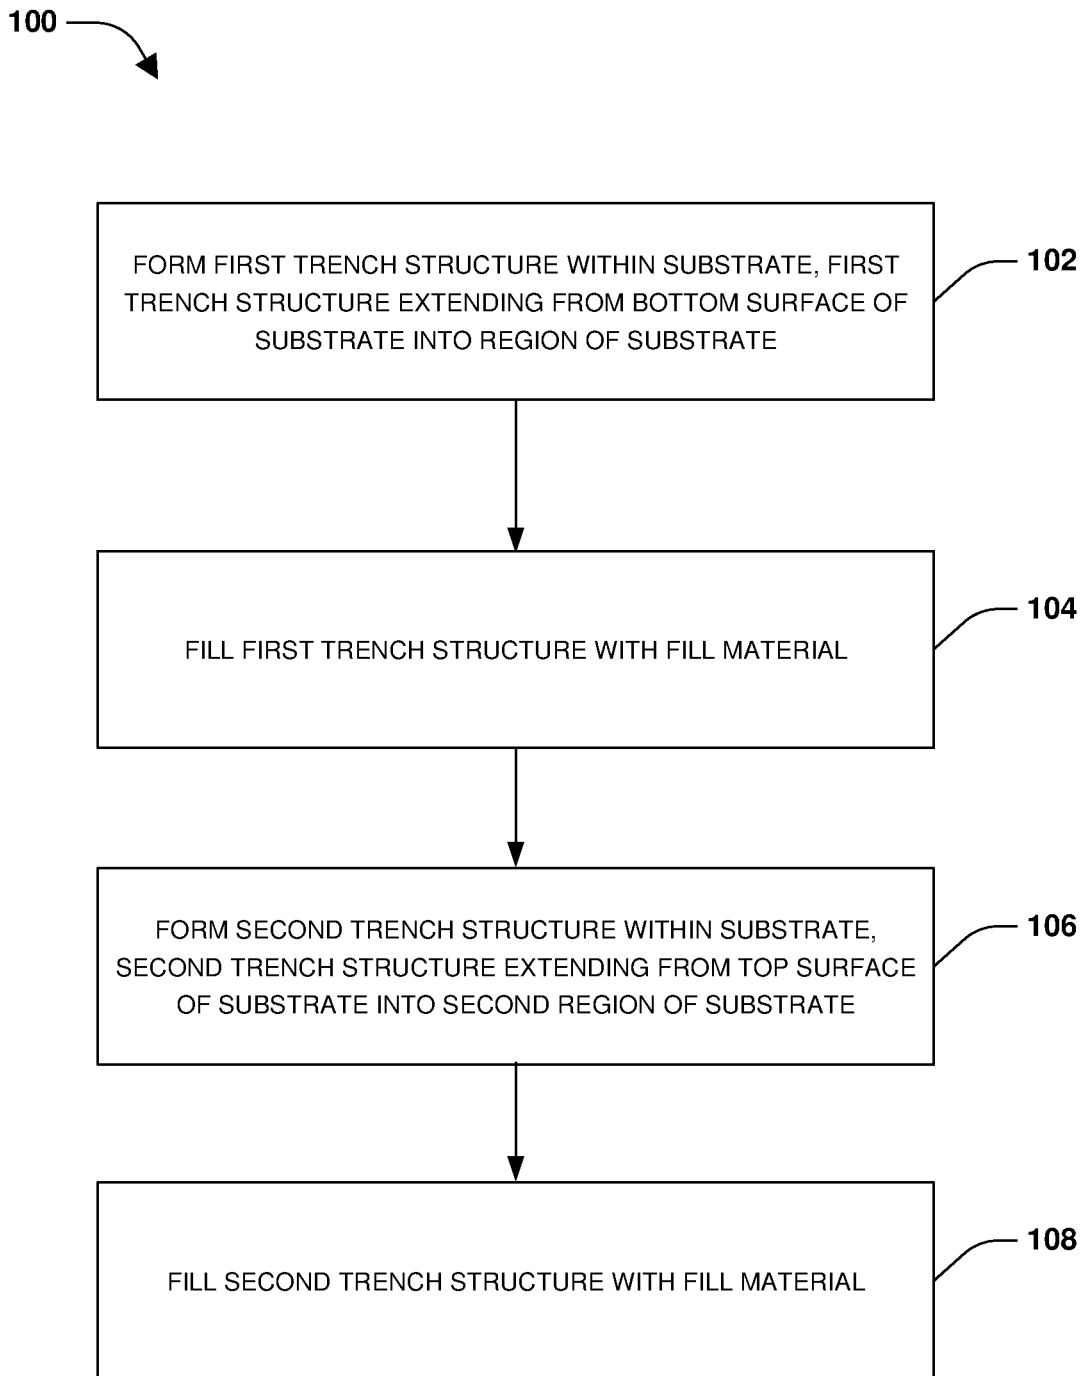 100
FORM FIRST TRENCH STRUCTURE WITHIN SUBSTRATE, FIRST
TRENCH STRUCTURE EXTENDING FROM BOTTOM SURFACE OF
SUBSTRATE INTO REGION OF SUBSTRATE
102
FILL FIRST TRENCH STRUCTURE WITH FILL MATERIAL
104
FORM SECOND TRENCH STRUCTURE WITHIN SUBSTRATE,
SECOND TRENCH STRUCTURE EXTENDING FROM TOP SURFACE
OF SUBSTRATE INTO SECOND REGION OF SUBSTRATE
106
FILL SECOND TRENCH STRUCTURE WITH FILL MATERIAL
108